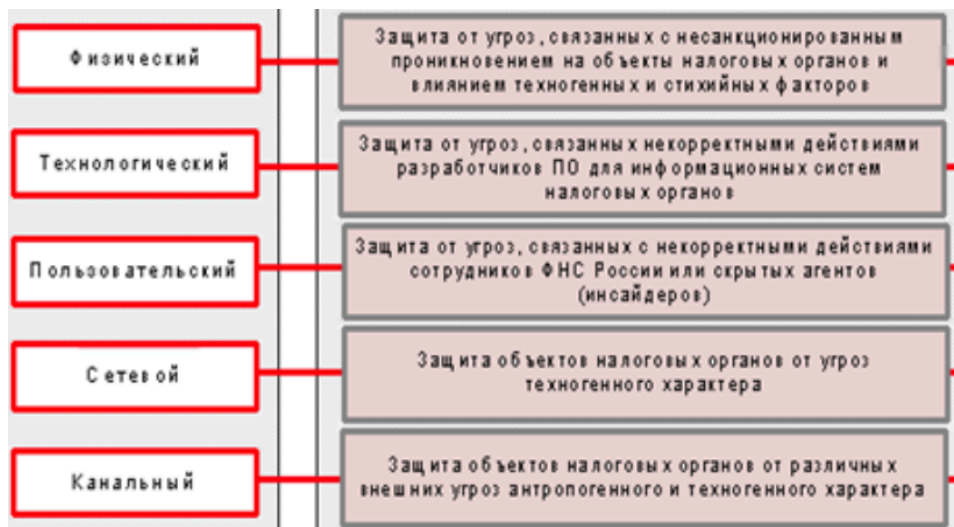 Физический
Защита от угроз, связанных с несанкционированным
проникновением на объекты налоговых органов и
влиянием техногенных и стихийных факторов
Технологический
Защита от угроз, связанных некорректными действиями
разработчиков ПО для информационных систем
налоговых органов
Пользовательский
Защита от угроз, связанных с некорректными действиями
сотрудников ФНС России или скрытых агентов
(инсайдеров)
Сетевой
Защита объектов налоговых органов от угроз
техногенного характера
Канальный
Защита объектов налоговых органов от различных
внешних угроз антропогенного и техногенного характера